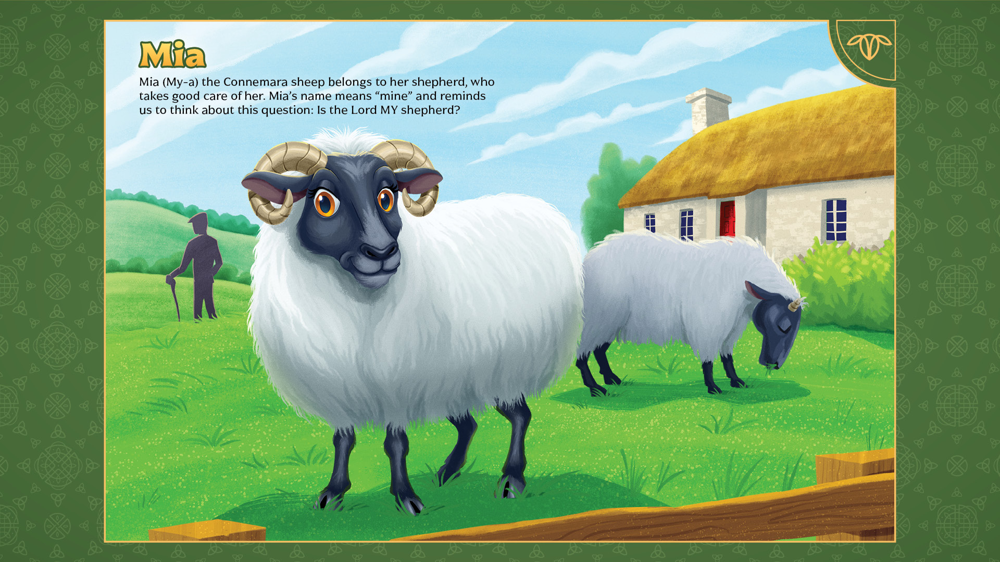 Mia
Mia (My-a) the Connemara sheep belongs to her shepherd, who
takes good care of her. Mia’s name means “mine” and reminds
us to think about this question: Is the Lord MY shepherd?